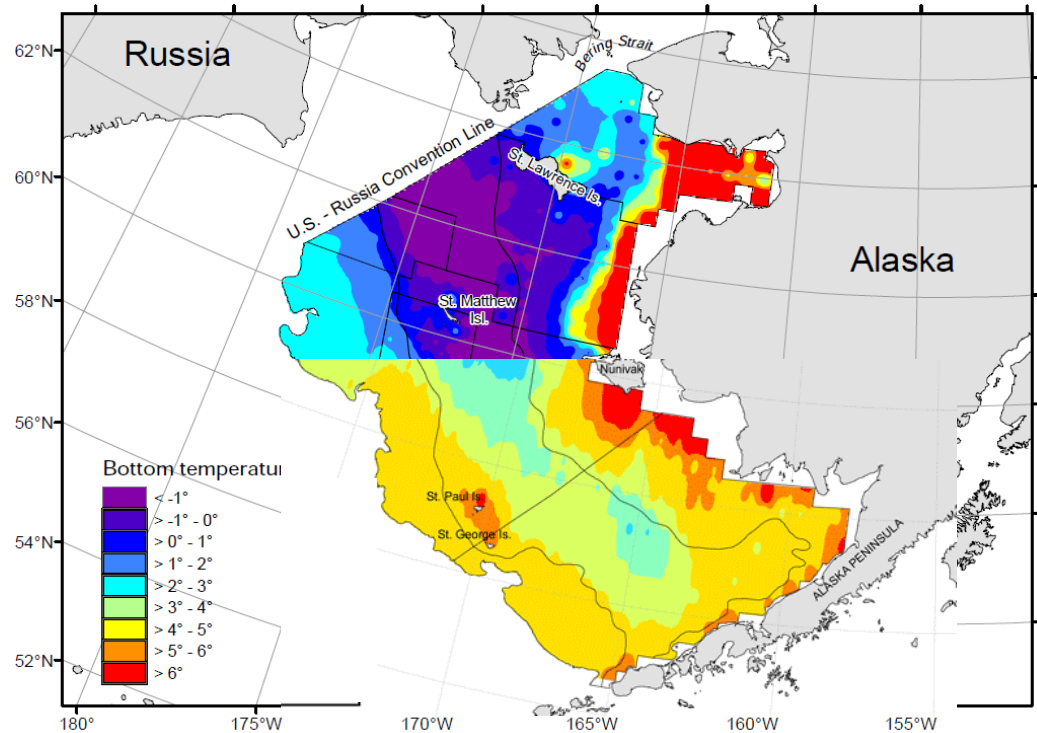 62°N
Russia
Bering Strait
Alaska
60°N
U.S. - Russia Convention Line
St. Lawrence Is.
58°N
St. Matthew
Isl.
Nunivak
56°N
Bottom temperatu
< -1°
> -1° - 0°
> 0° - 1°
> 1° - 2°
> 2° - 3°
> 3° - 4°
> 4° - 5°
> 5° - 6°
> 6°
St. Paul Is.
St. George Is.
ALASKA PENINSULA
54°N
52°N
180°
175°W
170°W
165°W
160°W
155°W